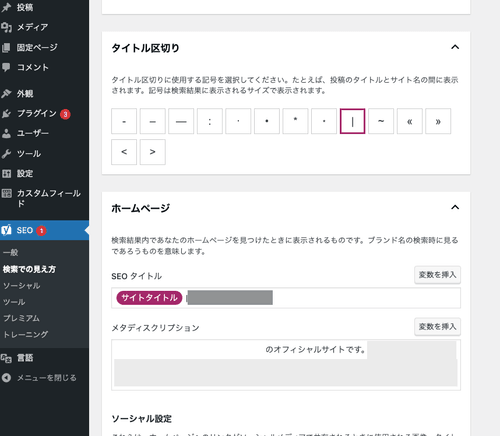 投稿
メディア
固定ページ
コメント
外観
プラグイン 3
ユーザー
ツール
設定
カスタムフィール
ド
SEO 1
一般
検索での見え方
ソーシャル
ツール
プレミアム
トレーニング
言語
メニューを閉じる
タイトル区切り
タイトル区切りに使用する記号を選択してください。たとえば、投稿のタイトルとサイト名の間に表示
されます。記号は検索結果に表示されるサイズで表示されます。
- – — : · • * ⋆ | ~ « »
< >
ホームページ
検索結果内であなたのホームページを見つけたときに表示されるものです。ブランド名の検索時に見る
であろうものを意味します。
SEO タイトル
変数を挿入
サイトタイトル
メタディスクリプション
変数を挿入
のオフィシャルサイトです。
ソーシャル設定